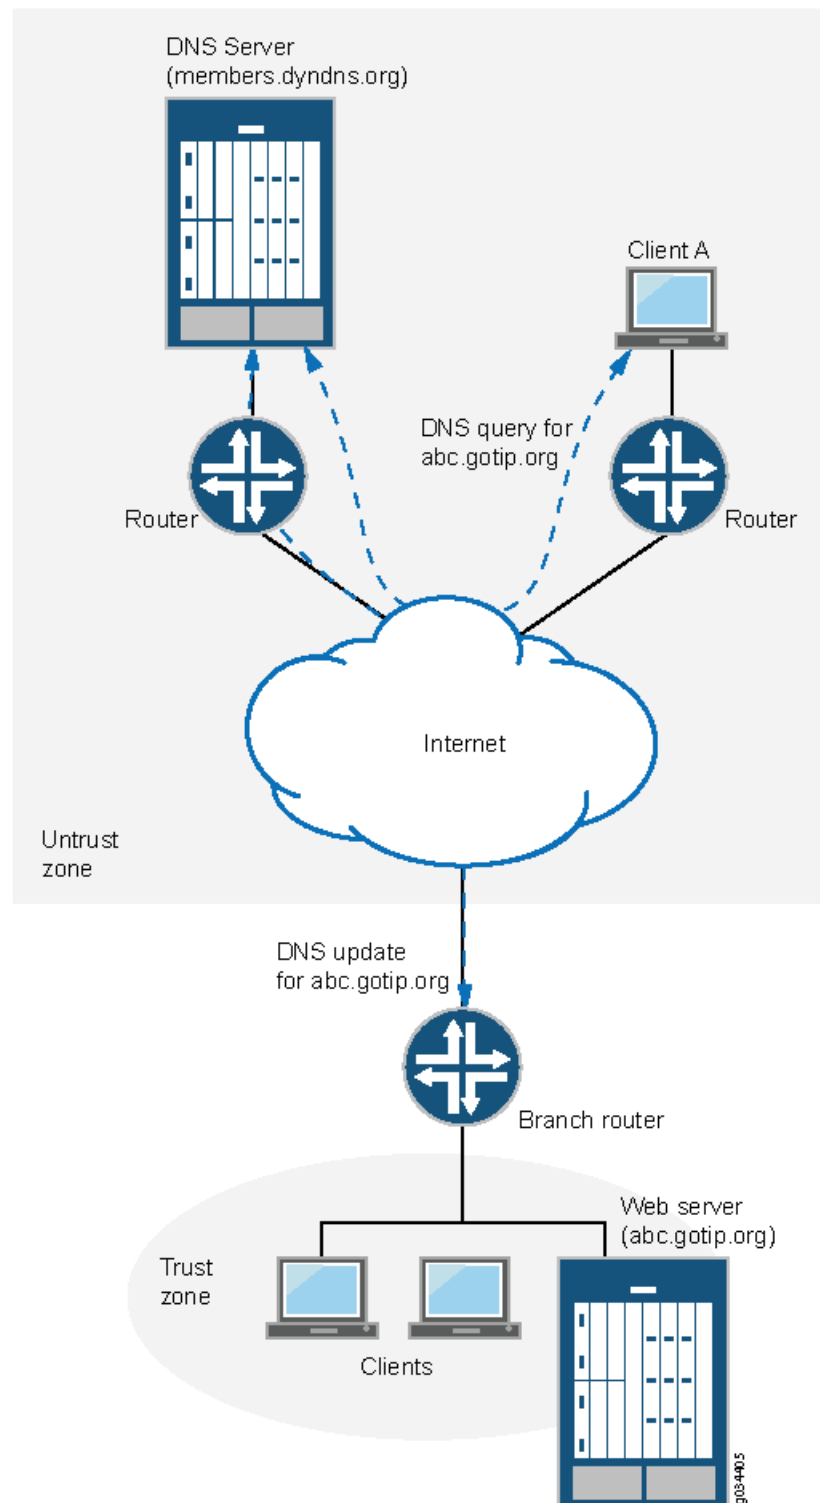 DNS Server
(members.dyndns.org)
Client A
DNS query for
abc.gotip.org
Router
Router
Internet
Untrust
zone
DNS update
for abc.gotip.org
Branch router
Web server
(abc.gotip.org)
Trust
zone
Clients
g034405